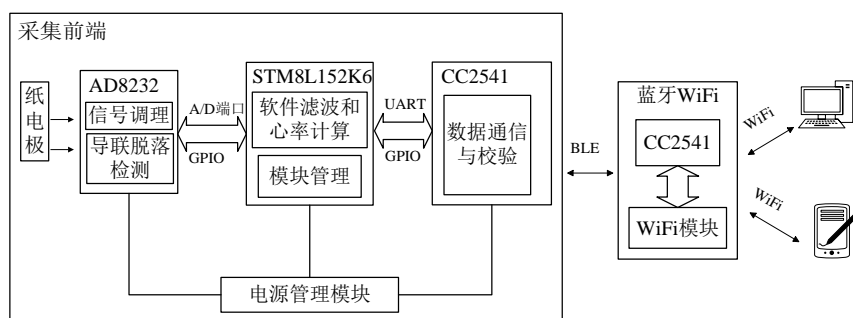 采集前端
纸
电
极
AD8232
信号调理
导联脱落
检测
A/D端口
GPIO
STM8L152K6
软件滤波和
心率计算
模块管理
UART
GPIO
CC2541
数据通信
与校验
电源管理模块
BLE
蓝牙WiFi
CC2541
WiFi模块
WiFi
WiFi